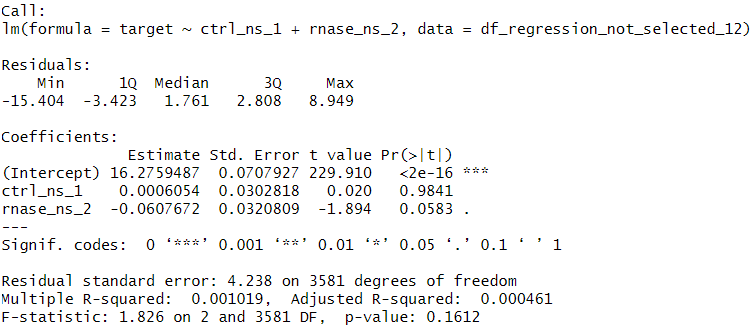 Call:
lm(formula = target ~ ctrl_ns_1 + rnase_ns_2, data = df_regression_not_selected_12)
Residuals:
    Min      1Q  Median      3Q     Max
-15.404  -3.423   1.761   2.808   8.949
Coefficients:
              Estimate Std. Error t value Pr(>|t|)
(Intercept) 16.2759487  0.0707927 229.910   <2e-16 ***
ctrl_ns_1    0.0006054  0.0302818   0.020   0.9841
rnase_ns_2  -0.0607672  0.0320809  -1.894   0.0583 .
---
Signif. codes:  0 ‘***’ 0.001 ‘**’ 0.01 ‘*’ 0.05 ‘.’ 0.1 ‘ ’ 1
Residual standard error: 4.238 on 3581 degrees of freedom
Multiple R-squared:  0.001019,	Adjusted R-squared:  0.000461
F-statistic: 1.826 on 2 and 3581 DF,  p-value: 0.1612